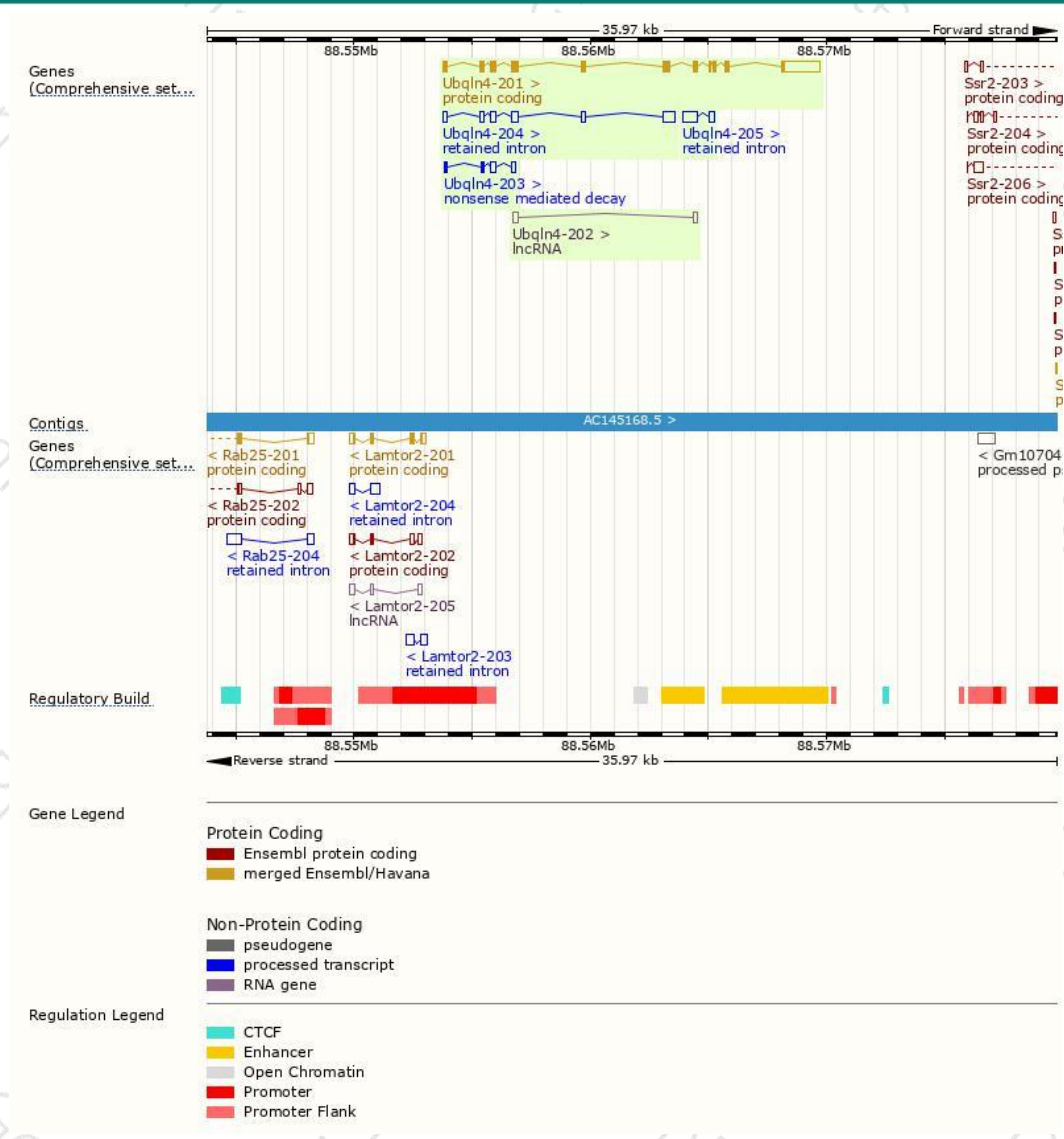 35.97 kb
Forward strand
88.55Mb 88.56Mb 88.57Mb
Genes
(Comprehensive set...
Ubqln4-201 >
protein coding
Ssr2-203 >
protein coding
Ubqln4-204 >
retained intron
Ubqln4-205 >
retained intron
Ssr2-204 >
protein coding
Ubqln4-203 >
nonsense mediated decay
Ssr2-206 >
protein coding
Ubqln4-202 >
lncRNA
S
p
S
p
S
p
Contigs
AC145168.5 >
Genes
(Comprehensive set...
< Rab25-201
protein coding
< Lamtor2-201
protein coding
< Gm10704
processed p
< Rab25-202
protein coding
< Lamtor2-204
retained intron
< Rab25-204
retained intron
< Lamtor2-202
protein coding
< Lamtor2-205
lncRNA
< Lamtor2-203
retained intron
Regulatory Build
88.55Mb 88.56Mb 88.57Mb
Reverse strand
35.97 kb
Gene Legend
Protein Coding
Ensembl protein coding
merged Ensembl/Havana
Non-Protein Coding
pseudogene
processed transcript
RNA gene
Regulation Legend
CTCF
Enhancer
Open Chromatin
Promoter
Promoter Flank